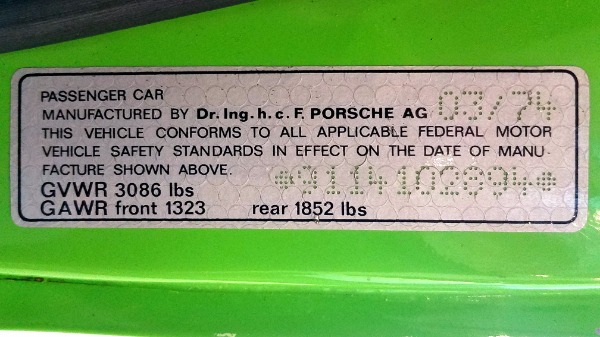 PASSENGER CAR
MANUFACTURED BY Dr. Ing. h. c. F. PORSCHE AG 03/74
THIS VEHICLE CONFORMS TO ALL APPLICABLE FEDERAL MOTOR
VEHICLE SAFETY STANDARDS IN EFFECT ON THE DATE OF MANU-
FACTURE SHOWN ABOVE. *9114102894*
GVWR 3086 lbs
GAWR front 1323 rear 1852 lbs